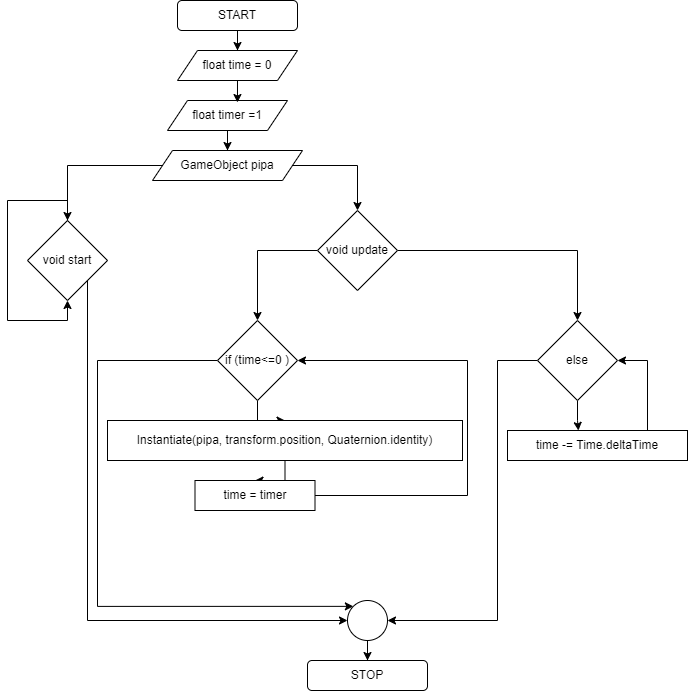 START
float time = 0
float timer =1
GameObject pipa
void start
void update
if (time<=0 )
else
Instantiate(pipa, transform.position, Quaternion.identity)
time -= Time.deltaTime
time = timer
STOP